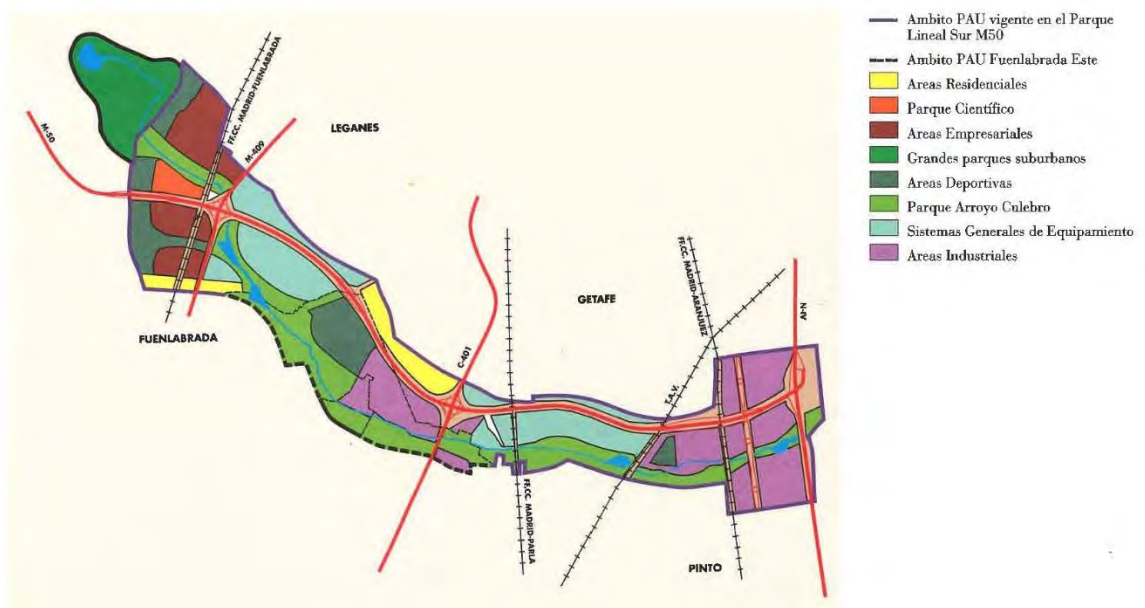 FF.CC. MADRID-FUENLABRADA
M-50
M-409
LEGANES
FUENLABRADA
C-401
GETAFE
FF.CC. MADRID-ARANJUEZ
N-IV
T.A.V.
FF.CC. MADRID-PARLA
PINTO
Ambito PAU vigente en el Parque
Lineal Sur M50
Ambito PAU Fuenlabrada Este
Areas Residenciales
Parque Científico
Areas Empresariales
Grandes parques suburbanos
Areas Deportivas
Parque Arroyo Culebro
Sistemas Generales de Equipamiento
Areas Industriales